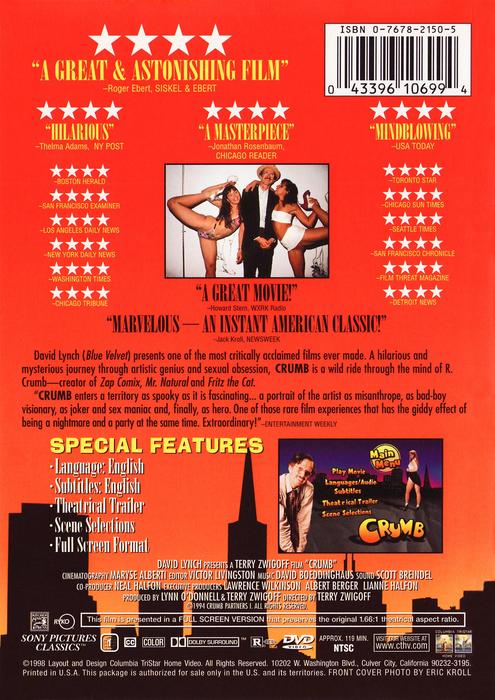 ISBN 0-7678-2150-5
0 43396 10699 4
“A GREAT & ASTONISHING FILM”
–Roger Ebert, SISKEL & EBERT
“HILARIOUS”
–Thelma Adams, NY POST
“A MASTERPIECE”
–Jonathan Rosenbaum,
CHICAGO READER
“MINDBLOWING”
–USA TODAY
–BOSTON HERALD
–SAN FRANCISCO EXAMINER
–LOS ANGELES DAILY NEWS
–NEW YORK DAILY NEWS
–WASHINGTON TIMES
–CHICAGO TRIBUNE
–TORONTO STAR
–CHICAGO SUN TIMES
–SEATTLE TIMES
–SAN FRANCISCO CHRONICLE
–FILM THREAT MAGAZINE
–DETROIT NEWS
“A GREAT MOVIE!”
–Howard Stern, WXRK Radio
“MARVELOUS — AN INSTANT AMERICAN CLASSIC!”
–Jack Kroll, NEWSWEEK
David Lynch (Blue Velvet) presents one of the most critically acclaimed films ever made. A hilarious and
mysterious journey through artistic genius and sexual obsession, CRUMB is a wild ride through the mind of R.
Crumb—creator of Zap Comix, Mr. Natural and Fritz the Cat.
“CRUMB enters a territory as spooky as it is fascinating... a portrait of the artist as misanthrope, as bad-boy
visionary, as joker and sex maniac and, finally, as hero. One of those rare film experiences that has the giddy effect of
being a nightmare and a party at the same time. Extraordinary!”–ENTERTAINMENT WEEKLY
SPECIAL FEATURES
· Language: English
· Subtitles: English
· Theatrical Trailer
· Scene Selections
· Full Screen Format
Main
Menu
Play Movie
Languages/Audio
Subtitles
Theatrical Trailer
Scene Selections
CRUMB
DAVID LYNCH PRESENTS A TERRY ZWIGOFF FILM "CRUMB"
CINEMATOGRAPHY MARYSE ALBERTI EDITOR VICTOR LIVINGSTON MUSIC DAVID BOEDDINGHAUS SOUND SCOTT BREINDEL
CO-PRODUCER NEAL HALFON EXECUTIVE PRODUCERS LAWRENCE WILKINSON ALBERT BERGER LIANNE HALFON
PRODUCED BY LYNN O'DONNELL & TERRY ZWIGOFF DIRECTED BY TERRY ZWIGOFF
©1994 CRUMB PARTNERS I. ALL RIGHTS RESERVED.
This film is presented in a FULL SCREEN VERSION that preserves the original 1.66:1 theatrical aspect ratio.
SONY PICTURES
CLASSICS
1
CC
COLOR
DOLBY SURROUND
R
DVD
VIDEO
APPROX. 119 MIN.
NTSC
VISIT OUR WEBSITE AT
www.cthv.com
COLUMBIA TRISTAR
HOME VIDEO
©1998 Layout and Design Columbia TriStar Home Video. All Rights Reserved. 10202 W. Washington Blvd., Culver City, California 90232-3195.
Printed in U.S.A. This package is authorized for sale only in the U.S. and its territories. FRONT COVER PHOTO BY ERIC KROLL